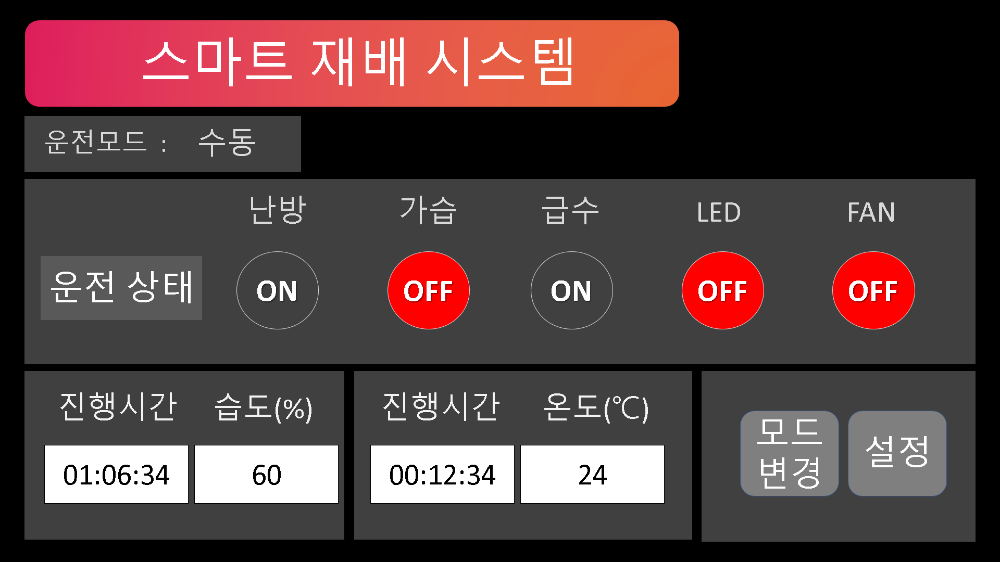 스마트 재배 시스템
운전모드 : 수동
난방 가습 급수 LED FAN
운전 상태 ON OFF ON OFF OFF
진행시간 습도(%) 진행시간 온도(℃)
01:06:34 60 00:12:34 24
모드
변경
설정